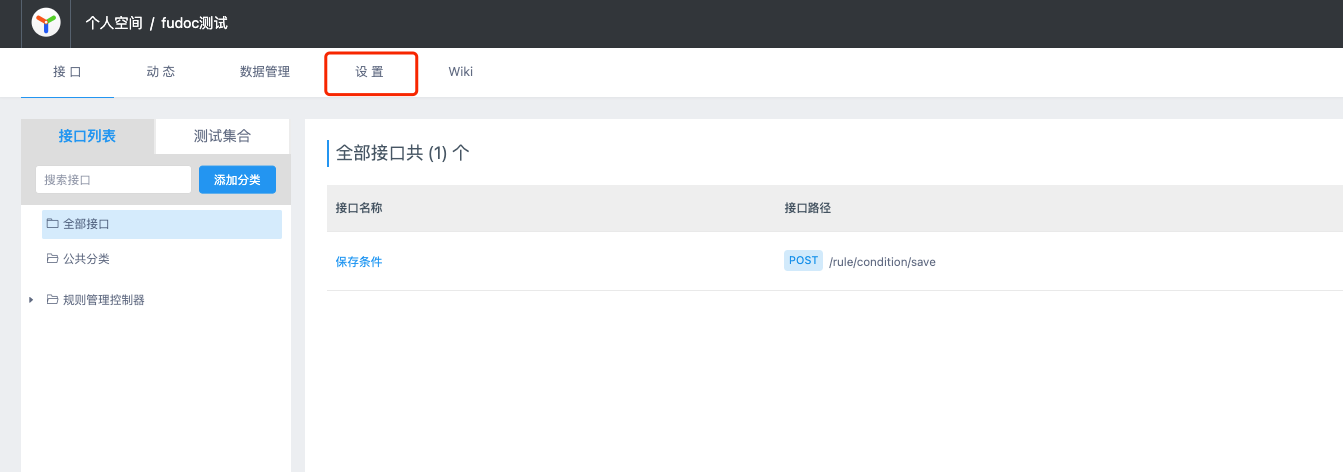 个人空间 / fudoc测试
接 口 动 态 数据管理 设 置 Wiki
接口列表 测试集合
搜索接口 添加分类
全部接口
公共分类
规则管理控制器
全部接口共 (1) 个
接口名称 接口路径
保存条件 POST /rule/condition/save